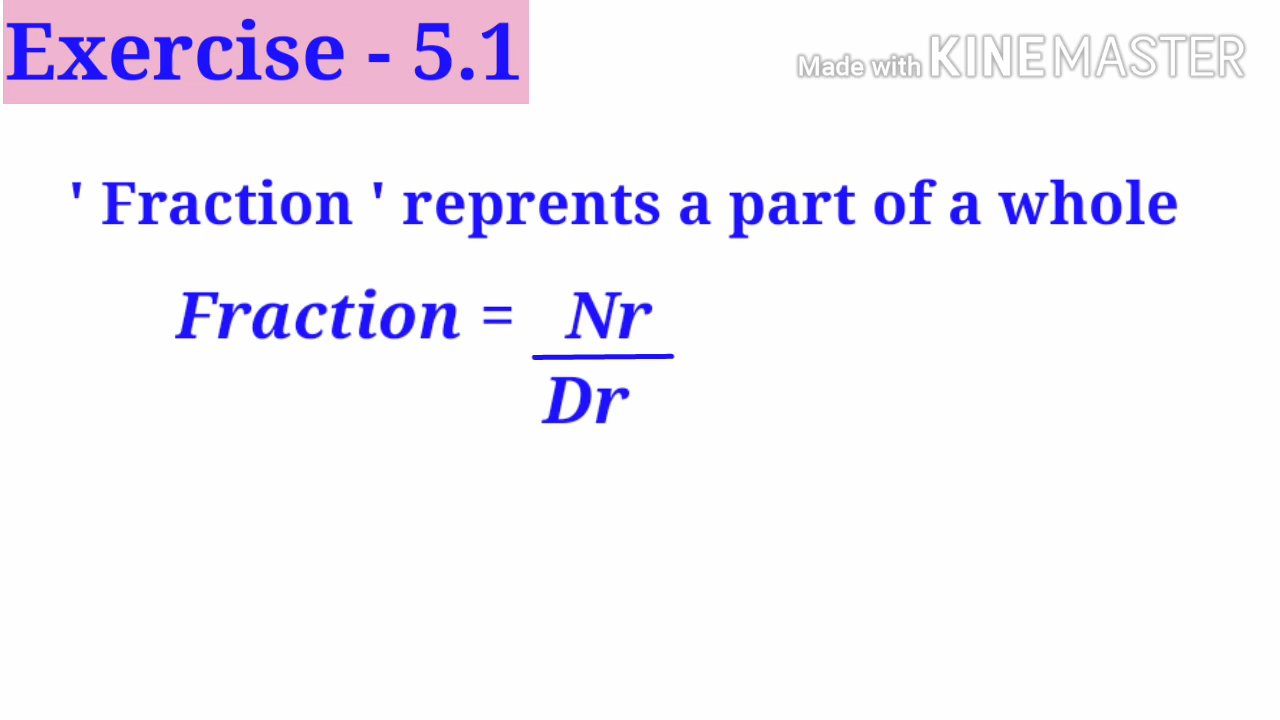 Exercise - 5.1
Made with KINEMASTER
' Fraction ' reprents a part of a whole
Fraction = Nr
Dr